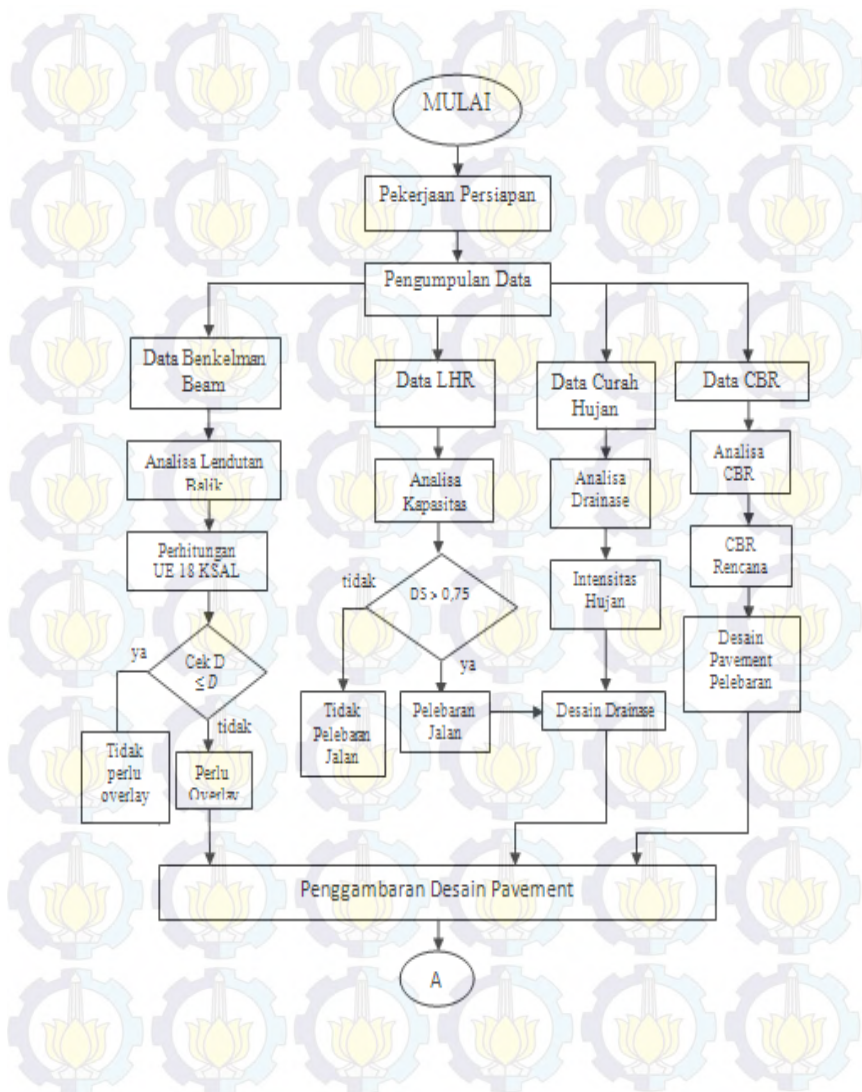 MULAI
Pekerjaan Persiapan
Pengumpulan Data
Data Benkelman
Beam
Analisa Lendutan
Balik
Perhitungan
UE 18 KSAL
ya
Cek D
≤ D
tidak
Tidak
perlu
overlay
Perlu
Overlay
Data LHR
Analisa
Kapasitas
tidak
DS > 0,75
ya
Tidak
Pelebaran
Jalan
Pelebaran
Jalan
Data Curah
Hujan
Analisa
Drainase
Intensitas
Hujan
Desain Drainase
Data CBR
Analisa
CBR
CBR
Rencana
Desain
Pavement
Pelebaran
Penggambaran Desain Pavement
A